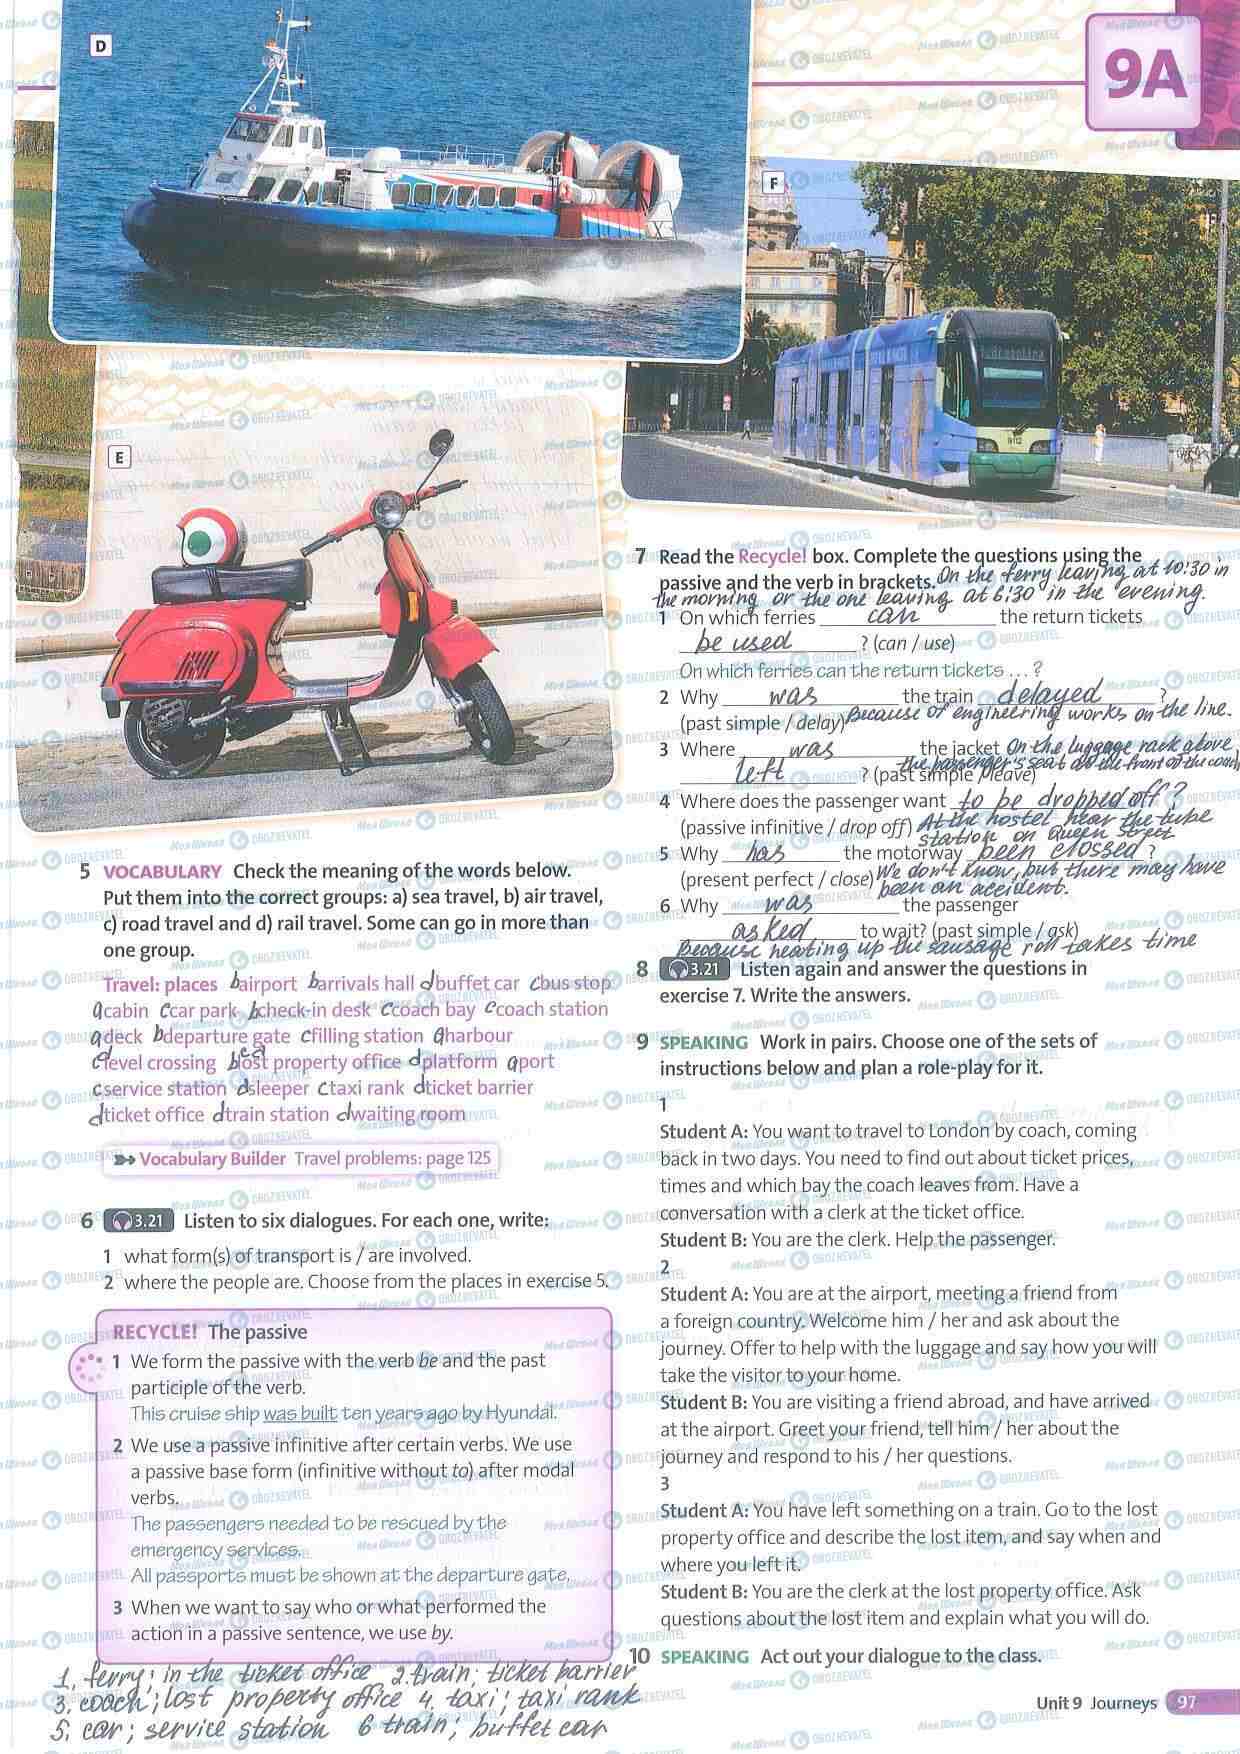 9A
D
F
E
5 VOCABULARY Check the meaning of the words below.
Put them into the correct groups: a) sea travel, b) air travel,
c) road travel and d) rail travel. Some can go in more than
one group.
Travel: places b airport b arrivals hall d buffet car c bus stop
a cabin c car park b check-in desk c coach bay c coach station
a deck b departure gate c filling station a harbour
c level crossing lost property office d platform a port
c service station d sleeper c taxi rank d ticket barrier
d ticket office d train station d waiting room
Vocabulary Builder Travel problems: page 125
6 3.21 Listen to six dialogues. For each one, write:
1 what form(s) of transport is / are involved.
2 where the people are. Choose from the places in exercise 5.
RECYCLE! The passive
1 We form the passive with the verb be and the past
participle of the verb.
This cruise ship was built ten years ago by Hyundai.
2 We use a passive infinitive after certain verbs. We use
a passive base form (infinitive without to) after modal
verbs.
The passengers needed to be rescued by the
emergency services.
All passports must be shown at the departure gate.
3 When we want to say who or what performed the
action in a passive sentence, we use by.
1. ferry; in the ticket office 2. train; ticket barrier
3. coach; lost property office 4. taxi; taxi rank
5. car; service station 6 train; buffet car
7 Read the Recycle! box. Complete the questions using the
passive and the verb in brackets. On the ferry leaving at 10:30 in
the morning or the one leaving at 6:30 in the evening.
1 On which ferries can the return tickets
be used ? (can / use)
On which ferries can the return tickets ... ?
2 Why was the train delayed ?
(past simple / delay) Because of engineering works on the line.
3 Where was the jacket On the luggage rack above
the passenger's seat at the front of the coach
left ? (past simple / leave)
4 Where does the passenger want to be dropped off ?
(passive infinitive / drop off) At the hostel near the tube
station on Queen Street
5 Why has the motorway been closed ?
(present perfect / close) We don't know, but there may have
been an accident.
6 Why was the passenger
asked to wait? (past simple / ask)
Because heating up the sausage roll takes time
8 3.21 Listen again and answer the questions in
exercise 7. Write the answers.
9 SPEAKING Work in pairs. Choose one of the sets of
instructions below and plan a role-play for it.
1
Student A: You want to travel to London by coach, coming
back in two days. You need to find out about ticket prices,
times and which bay the coach leaves from. Have a
conversation with a clerk at the ticket office.
Student B: You are the clerk. Help the passenger.
2
Student A: You are at the airport, meeting a friend from
a foreign country. Welcome him / her and ask about the
journey. Offer to help with the luggage and say how you will
take the visitor to your home.
Student B: You are visiting a friend abroad, and have arrived
at the airport. Greet your friend, tell him / her about the
journey and respond to his / her questions.
3
Student A: You have left something on a train. Go to the lost
property office and describe the lost item, and say when and
where you left it.
Student B: You are the clerk at the lost property office. Ask
questions about the lost item and explain what you will do.
10 SPEAKING Act out your dialogue to the class.
Unit 9 Journeys 97